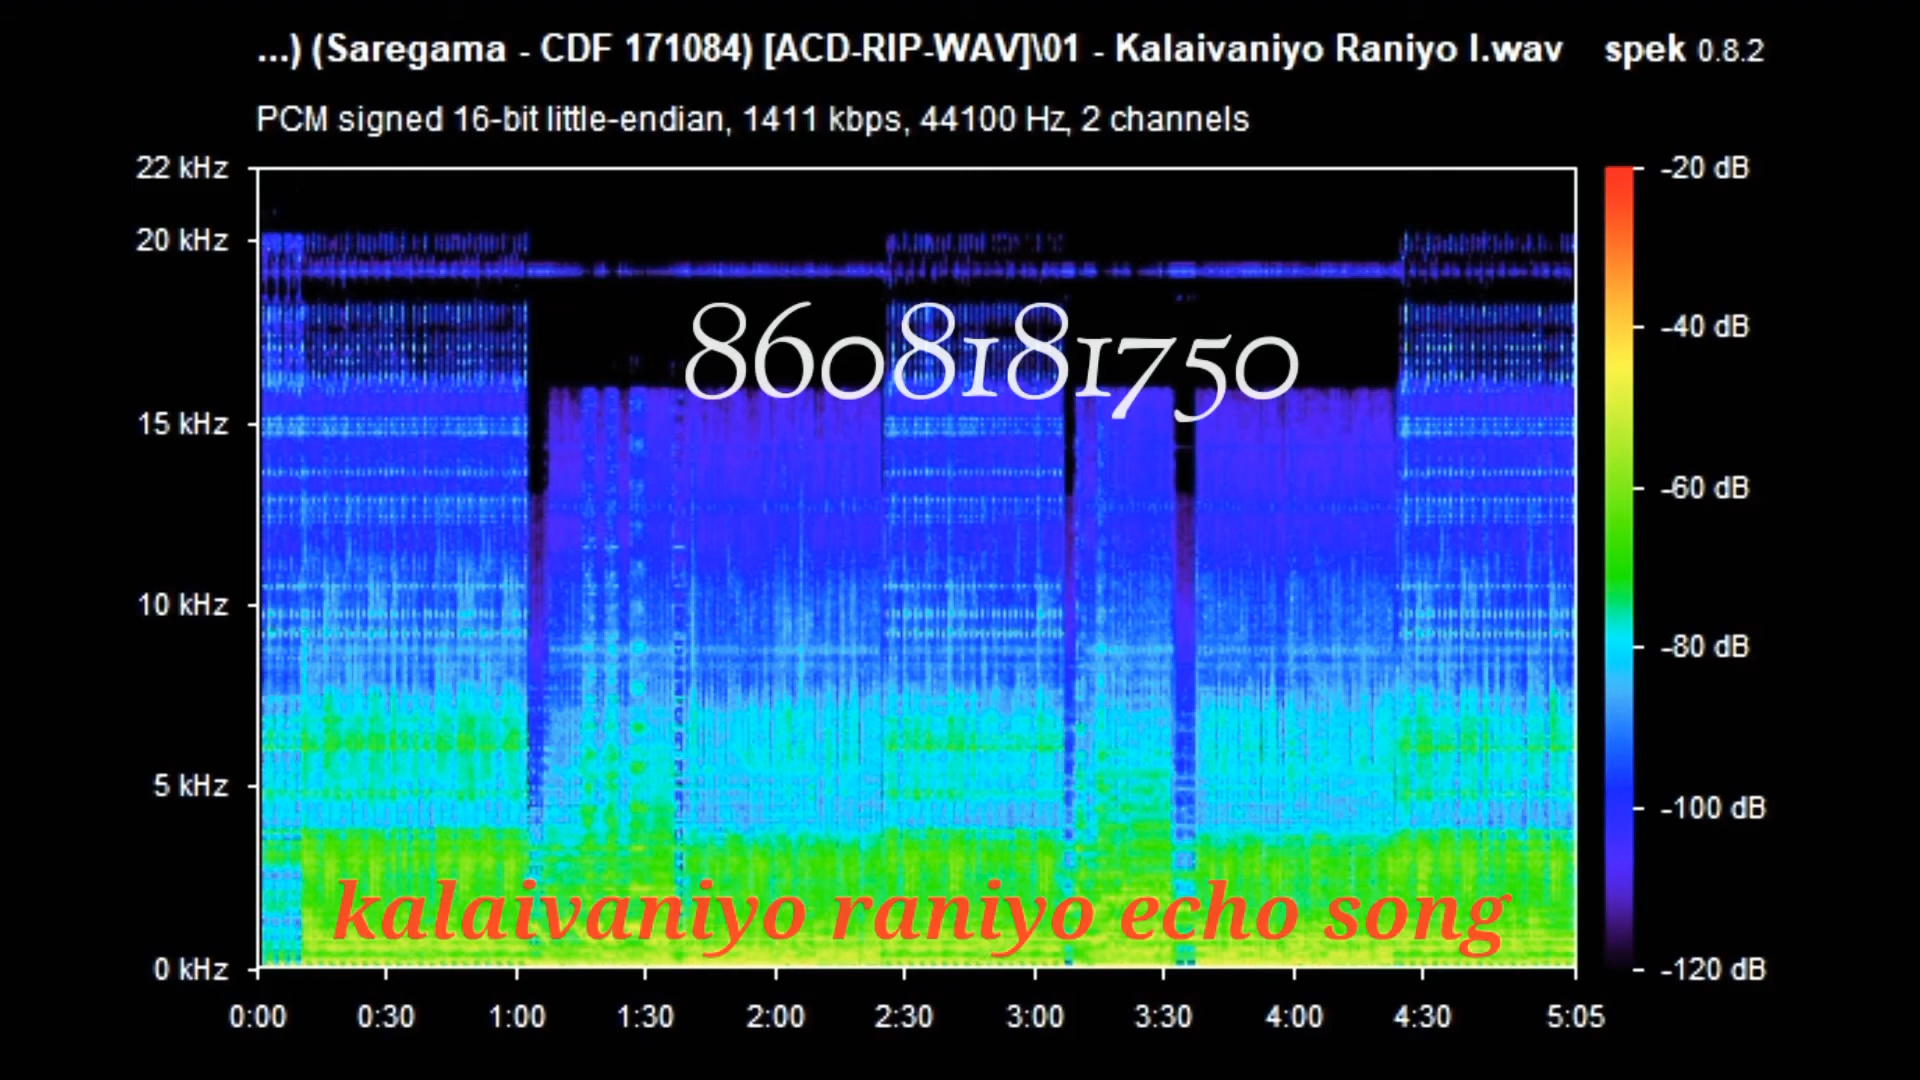 ...) (Saregama - CDF 171084) [ACD-RIP-WAV]\01 - Kalaivaniyo Raniyo I.wav spek 0.8.2
PCM signed 16-bit little-endian, 1411 kbps, 44100 Hz, 2 channels
22 kHz
20 kHz
15 kHz
10 kHz
5 kHz
0 kHz
-20 dB
-40 dB
-60 dB
-80 dB
-100 dB
-120 dB
8608181750
kalaivaniyo raniyo echo song
0:00 0:30 1:00 1:30 2:00 2:30 3:00 3:30 4:00 4:30 5:05